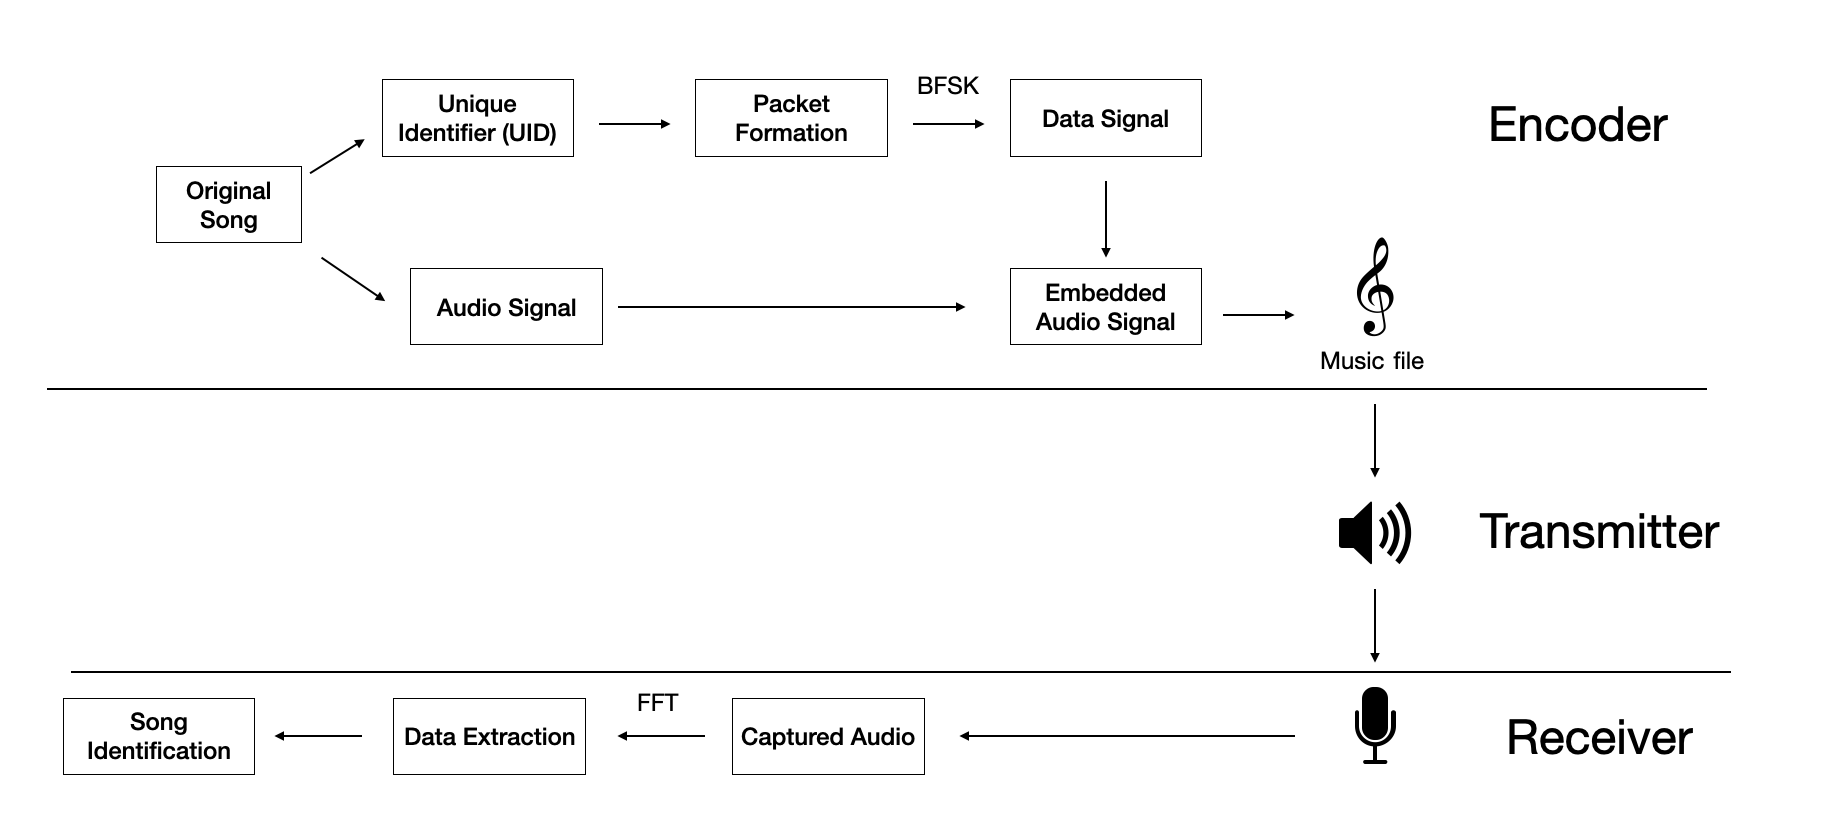 Unique
Identifier (UID)
Packet
Formation
BFSK
Data Signal
Encoder
Original
Song
Audio Signal
Embedded
Audio Signal
Music file
Transmitter
Song
Identification
Data Extraction
FFT
Captured Audio
Receiver